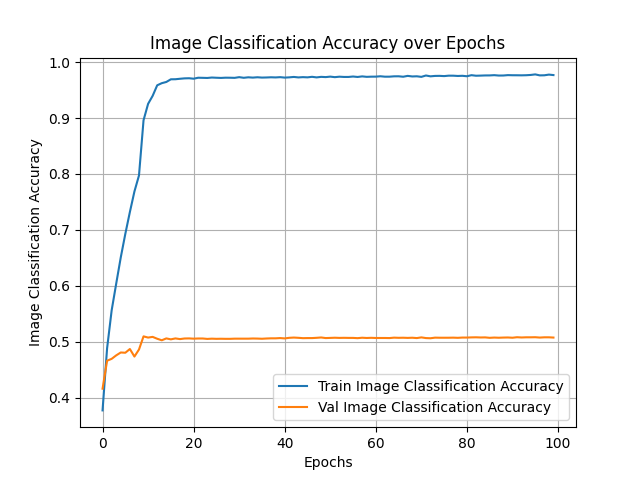 Image Classification Accuracy over Epochs
Image Classification Accuracy
1.0
0.9
0.8
0.7
0.6
0.5
0.4
Train Image Classification Accuracy
Val Image Classification Accuracy
0 20 40 60 80 100
Epochs